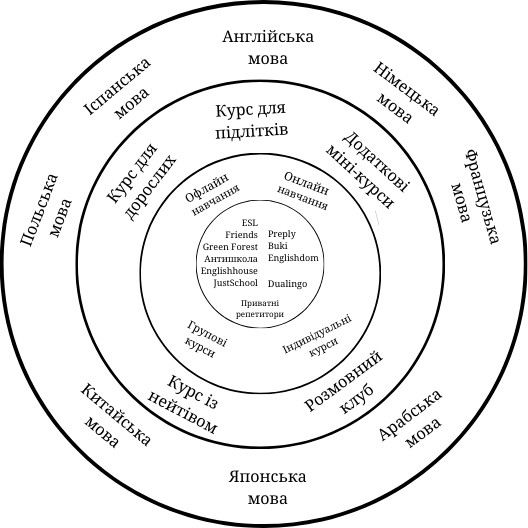 Англійська
мова
Німецька
мова
Французька
мова
Арабська
мова
Японська
мова
Китайська
мова
Польська
мова
Іспанська
мова
Курс для
підлітків
Додаткові
міні-курси
Розмовний
клуб
Курс із
нейтівом
Курс для
дорослих
Офлайн
навчання
Онлайн
навчання
Індивідуальні
курси
Групові
курси
ESL
Friends
Green Forest
Антишкола
Englishhouse
JustSchool
Preply
Buki
Englishdom
Dualingo
Приватні
репетитори